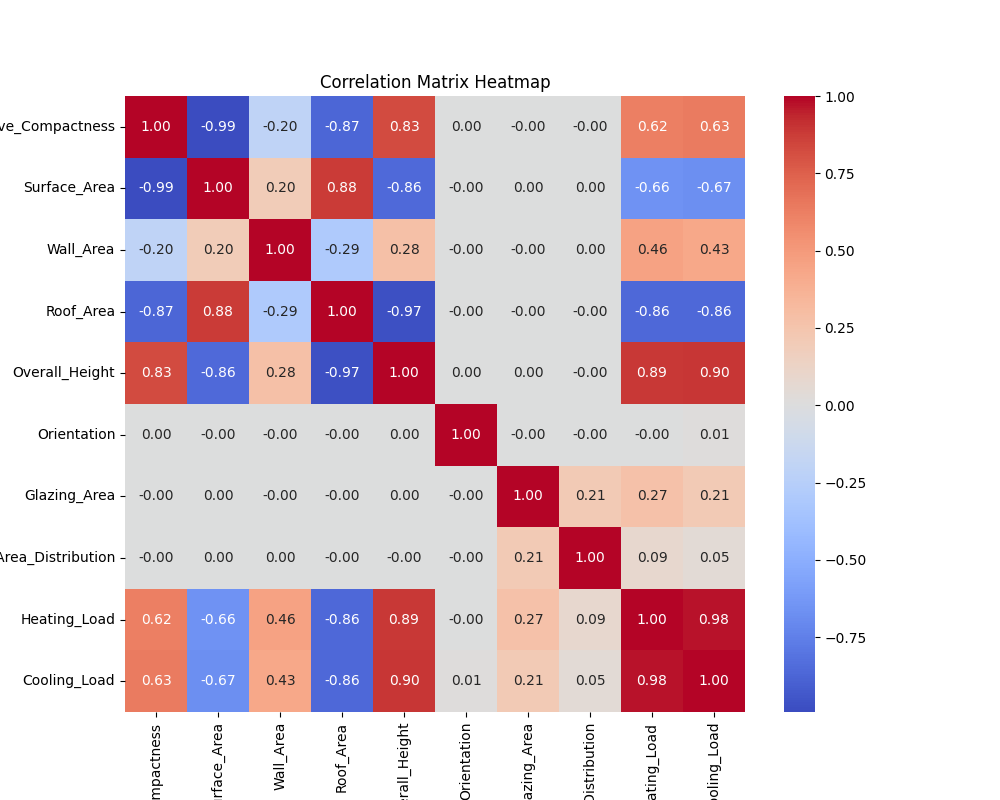 Correlation Matrix Heatmap
ve_Compactness 1.00 -0.99 -0.20 -0.87 0.83 0.00 -0.00 -0.00 0.62 0.63
Surface_Area -0.99 1.00 0.20 0.88 -0.86 -0.00 0.00 0.00 -0.66 -0.67
Wall_Area -0.20 0.20 1.00 -0.29 0.28 -0.00 -0.00 0.00 0.46 0.43
Roof_Area -0.87 0.88 -0.29 1.00 -0.97 -0.00 -0.00 -0.00 -0.86 -0.86
Overall_Height 0.83 -0.86 0.28 -0.97 1.00 0.00 0.00 -0.00 0.89 0.90
Orientation 0.00 -0.00 -0.00 -0.00 0.00 1.00 -0.00 -0.00 -0.00 0.01
Glazing_Area -0.00 0.00 -0.00 -0.00 0.00 -0.00 1.00 0.21 0.27 0.21
Area_Distribution -0.00 0.00 0.00 -0.00 -0.00 -0.00 0.21 1.00 0.09 0.05
Heating_Load 0.62 -0.66 0.46 -0.86 0.89 -0.00 0.27 0.09 1.00 0.98
Cooling_Load 0.63 -0.67 0.43 -0.86 0.90 0.01 0.21 0.05 0.98 1.00
mpactness
rface_Area
Wall_Area
Roof_Area
rall_Height
Orientation
azing_Area
Distribution
ating_Load
ooling_Load
1.00
0.75
0.50
0.25
0.00
−0.25
−0.50
−0.75